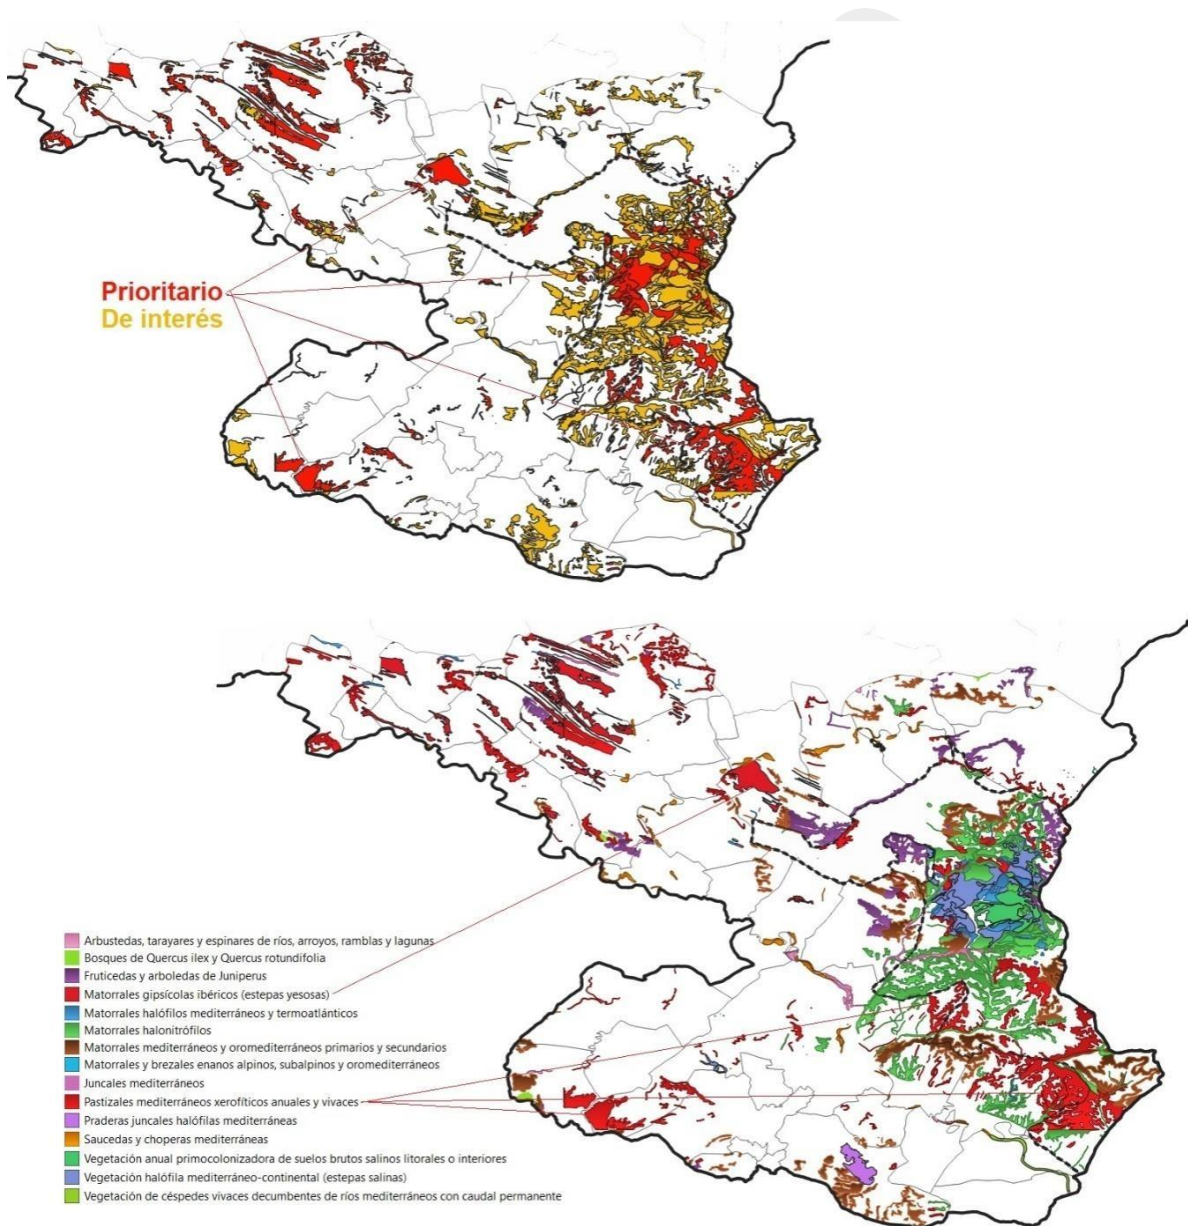 Prioritario
De interés
Arbustedas, tarayares y espinares de ríos, arroyos, ramblas y lagunas
Bosques de Quercus ilex y Quercus rotundifolia
Fruticedas y arboledas de Juniperus
Matorrales gipsícolas ibéricos (estepas yesosas)
Matorrales halófilos mediterráneos y termoatlánticos
Matorrales halonitrófilos
Matorrales mediterráneos y oromediterráneos primarios y secundarios
Matorrales y brezales enanos alpinos, subalpinos y oromediterráneos
Juncales mediterráneos
Pastizales mediterráneos xerofíticos anuales y vivaces
Praderas juncales halófilas mediterráneas
Saucedas y choperas mediterráneas
Vegetación anual primocolonizadora de suelos brutos salinos litorales o interiores
Vegetación halófila mediterráneo-continental (estepas salinas)
Vegetación de céspedes vivaces decumbentes de ríos mediterráneos con caudal permanente